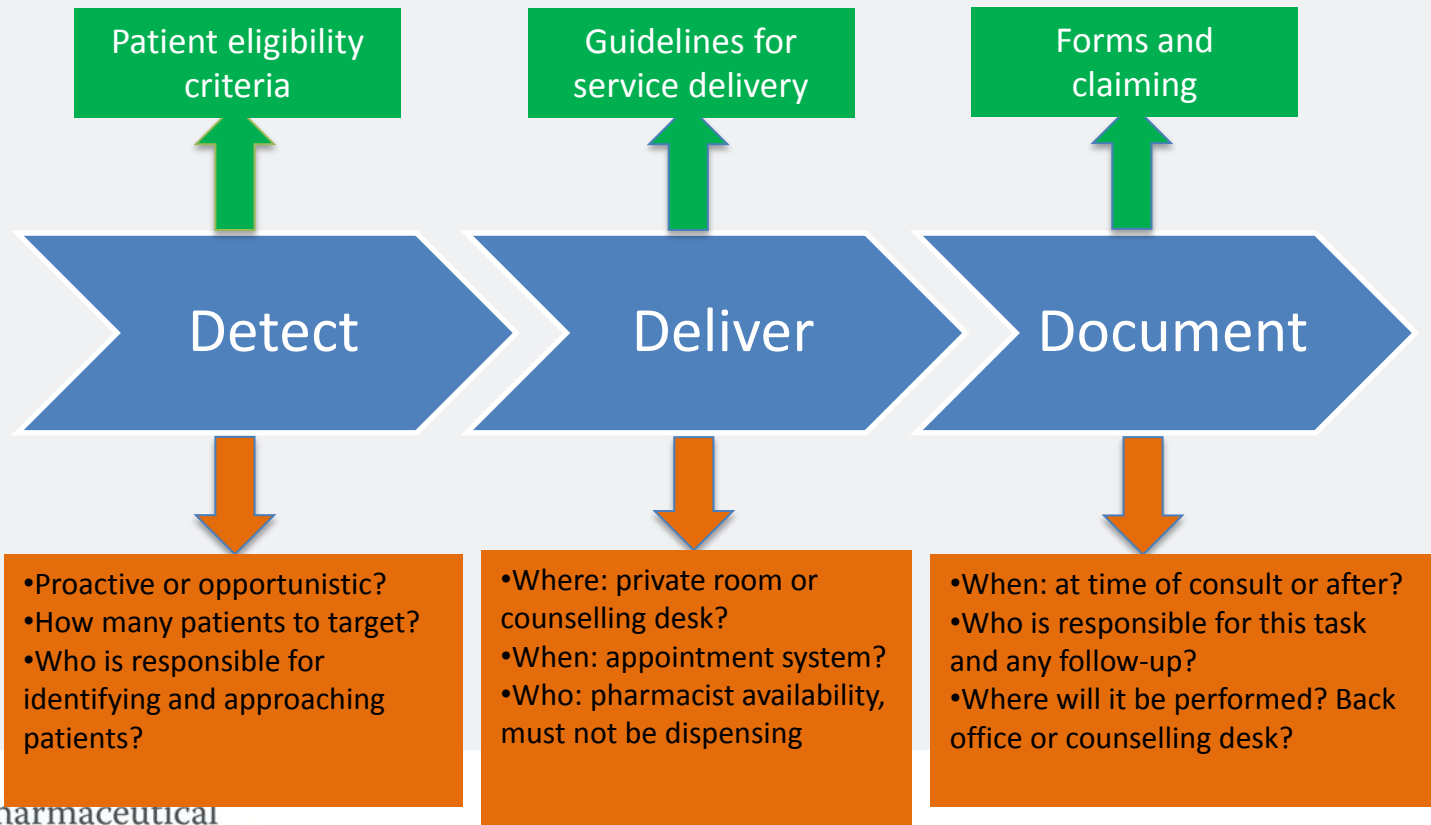 Patient eligibility
criteria
Guidelines for
service delivery
Forms and
claiming
Detect
Deliver
Document
•Proactive or opportunistic?
•How many patients to target?
•Who is responsible for
identifying and approaching
patients?
•Where: private room or
counselling desk?
•When: appointment system?
•Who: pharmacist availability,
must not be dispensing
•When: at time of consult or after?
•Who is responsible for this task
and any follow-up?
•Where will it be performed? Back
office or counselling desk?
harmaceutical